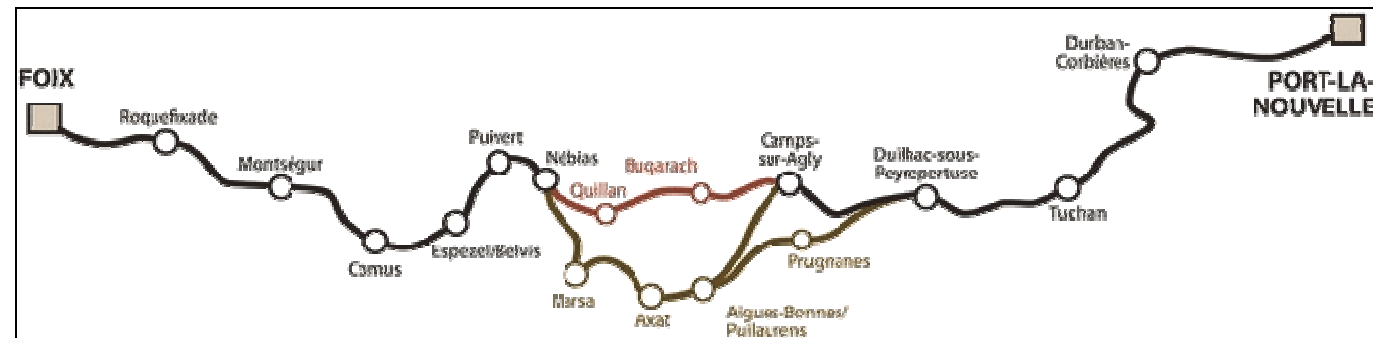 FOIX
Roquefixade
Montségur
Camus
Espezel/Belvis
Puivert
Nébias
Quillan
Bugarach
Camps-
sur-Agly
Marsa
Axat
Aigues-Bonnes/
Puilaurens
Prugnanes
Duilhac-sous-
Peyrepertuse
Tuchan
Durban-
Corbières
PORT-LA-
NOUVELLE